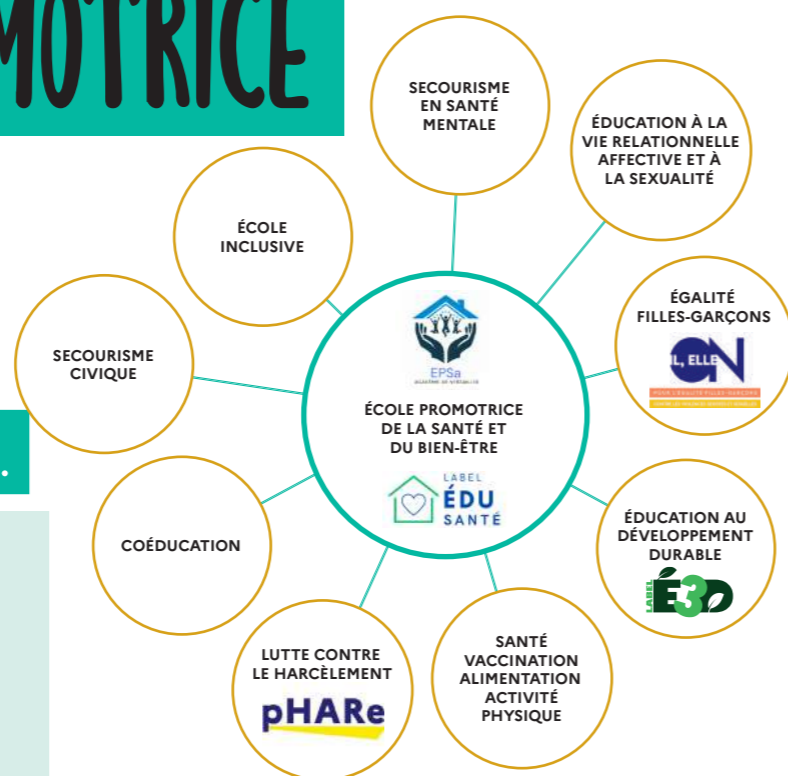 MOTRICE
.
SECOURISME
EN SANTÉ
MENTALE
ÉDUCATION À LA
VIE RELATIONNELLE
AFFECTIVE ET À
LA SEXUALITÉ
ÉGALITÉ
FILLES-GARÇONS
IL, ELLE
ON
ÉDUCATION AU
DÉVELOPPEMENT
DURABLE
LABEL
É3D
SANTÉ
VACCINATION
ALIMENTATION
ACTIVITÉ
PHYSIQUE
LUTTE CONTRE
LE HARCÈLEMENT
pHARe
COÉDUCATION
SECOURISME
CIVIQUE
ÉCOLE
INCLUSIVE
EPSa
ÉCOLE PROMOTRICE
DE LA SANTÉ ET
DU BIEN-ÊTRE
LABEL
ÉDU
SANTÉ